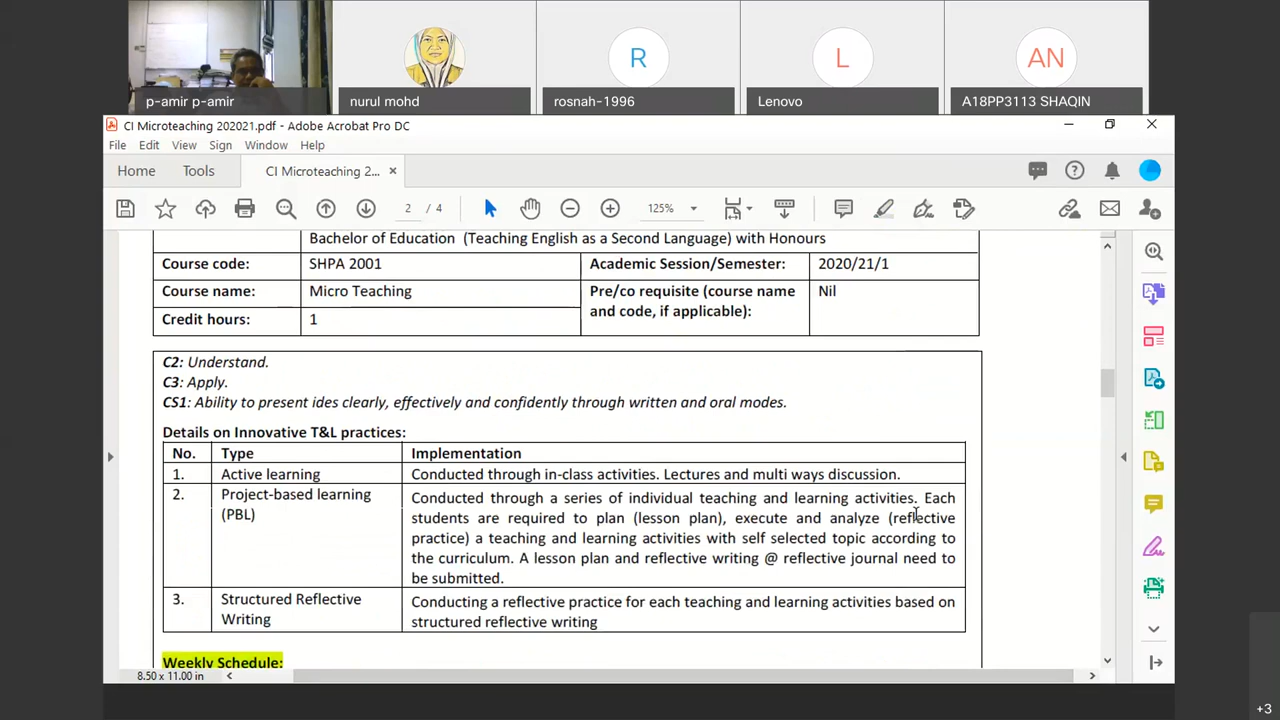 R
L
AN
p-amir p-amir
nurul mohd
rosnah-1996
Lenovo
A18PP3113 SHAQIN
CI Microteaching 202021.pdf - Adobe Acrobat Pro DC
File Edit View Sign Window Help
Home Tools CI Microteaching 2... ×
2 / 4 125%
Bachelor of Education (Teaching English as a Second Language) with Honours
Course code: SHPA 2001 Academic Session/Semester: 2020/21/1
Course name: Micro Teaching Pre/co requisite (course name Nil
and code, if applicable):
Credit hours: 1
C2: Understand.
C3: Apply.
CS1: Ability to present ides clearly, effectively and confidently through written and oral modes.
Details on Innovative T&L practices:
No. Type Implementation
1. Active learning Conducted through in-class activities. Lectures and multi ways discussion.
2. Project-based learning Conducted through a series of individual teaching and learning activities. Each
(PBL) students are required to plan (lesson plan), execute and analyze (reflective
practice) a teaching and learning activities with self selected topic according to
the curriculum. A lesson plan and reflective writing @ reflective journal need to
be submitted.
3. Structured Reflective Conducting a reflective practice for each teaching and learning activities based on
Writing structured reflective writing
Weekly Schedule:
8.50 x 11.00 in
+3